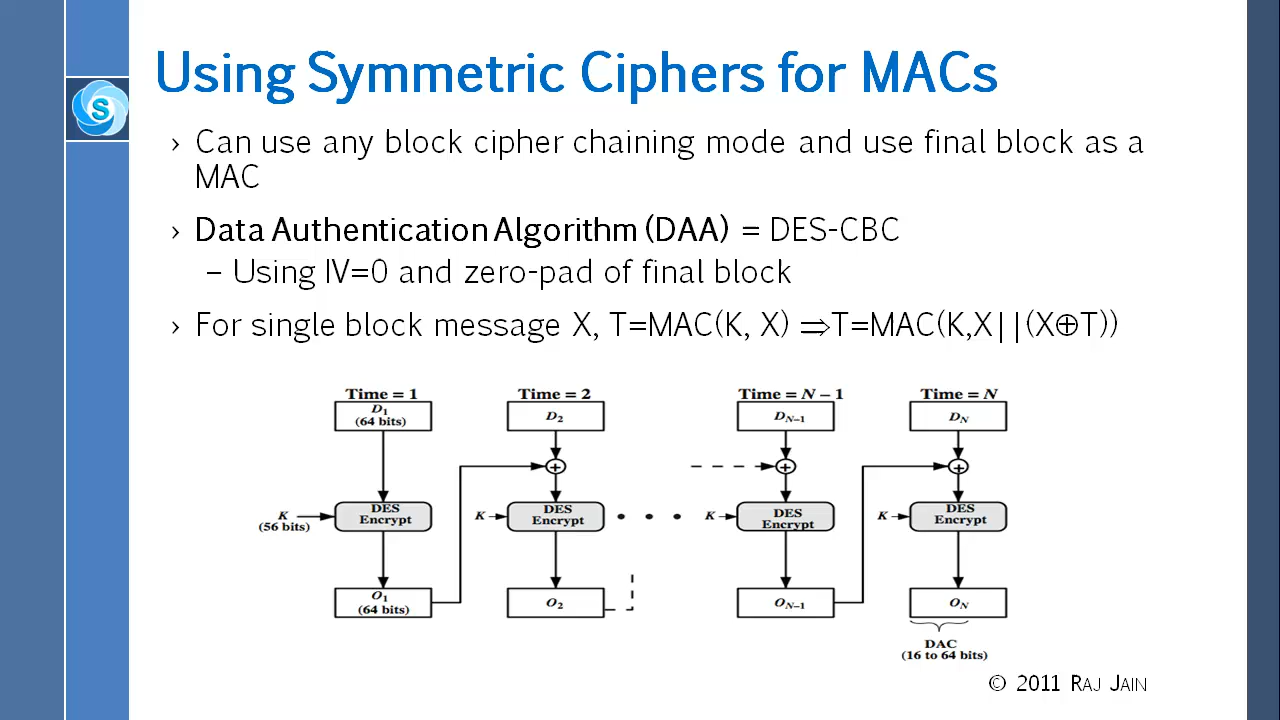 Using Symmetric Ciphers for MACs
S
› Can use any block cipher chaining mode and use final block as a
MAC
› Data Authentication Algorithm (DAA) = DES-CBC
– Using IV=0 and zero-pad of final block
› For single block message X, T=MAC(K, X) ⇒T=MAC(K,X||(X⊕T))
Time = 1
Time = 2
Time = N – 1
Time = N
D1
(64 bits)
D2
DN–1
DN
K
(56 bits)
DES
Encrypt
K
DES
Encrypt
K
DES
Encrypt
K
DES
Encrypt
O1
(64 bits)
O2
ON–1
ON
DAC
(16 to 64 bits)
© 2011 Raj Jain